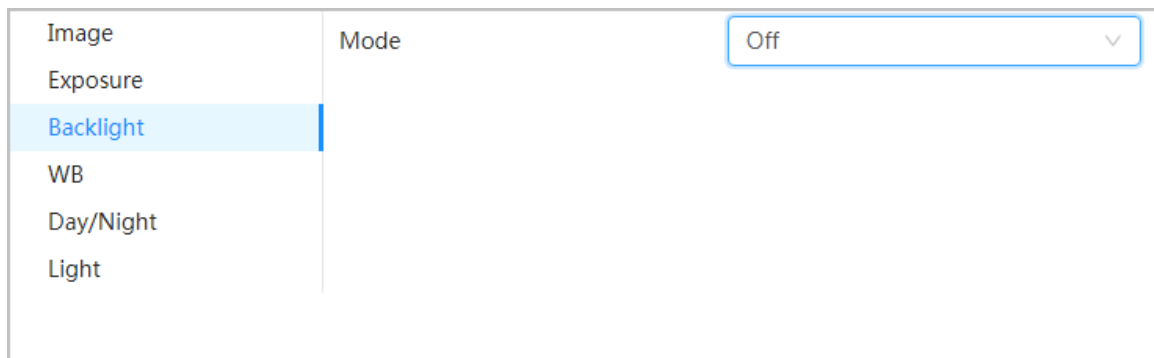 Image
Exposure
Backlight
WB
Day/Night
Light
Mode
Off